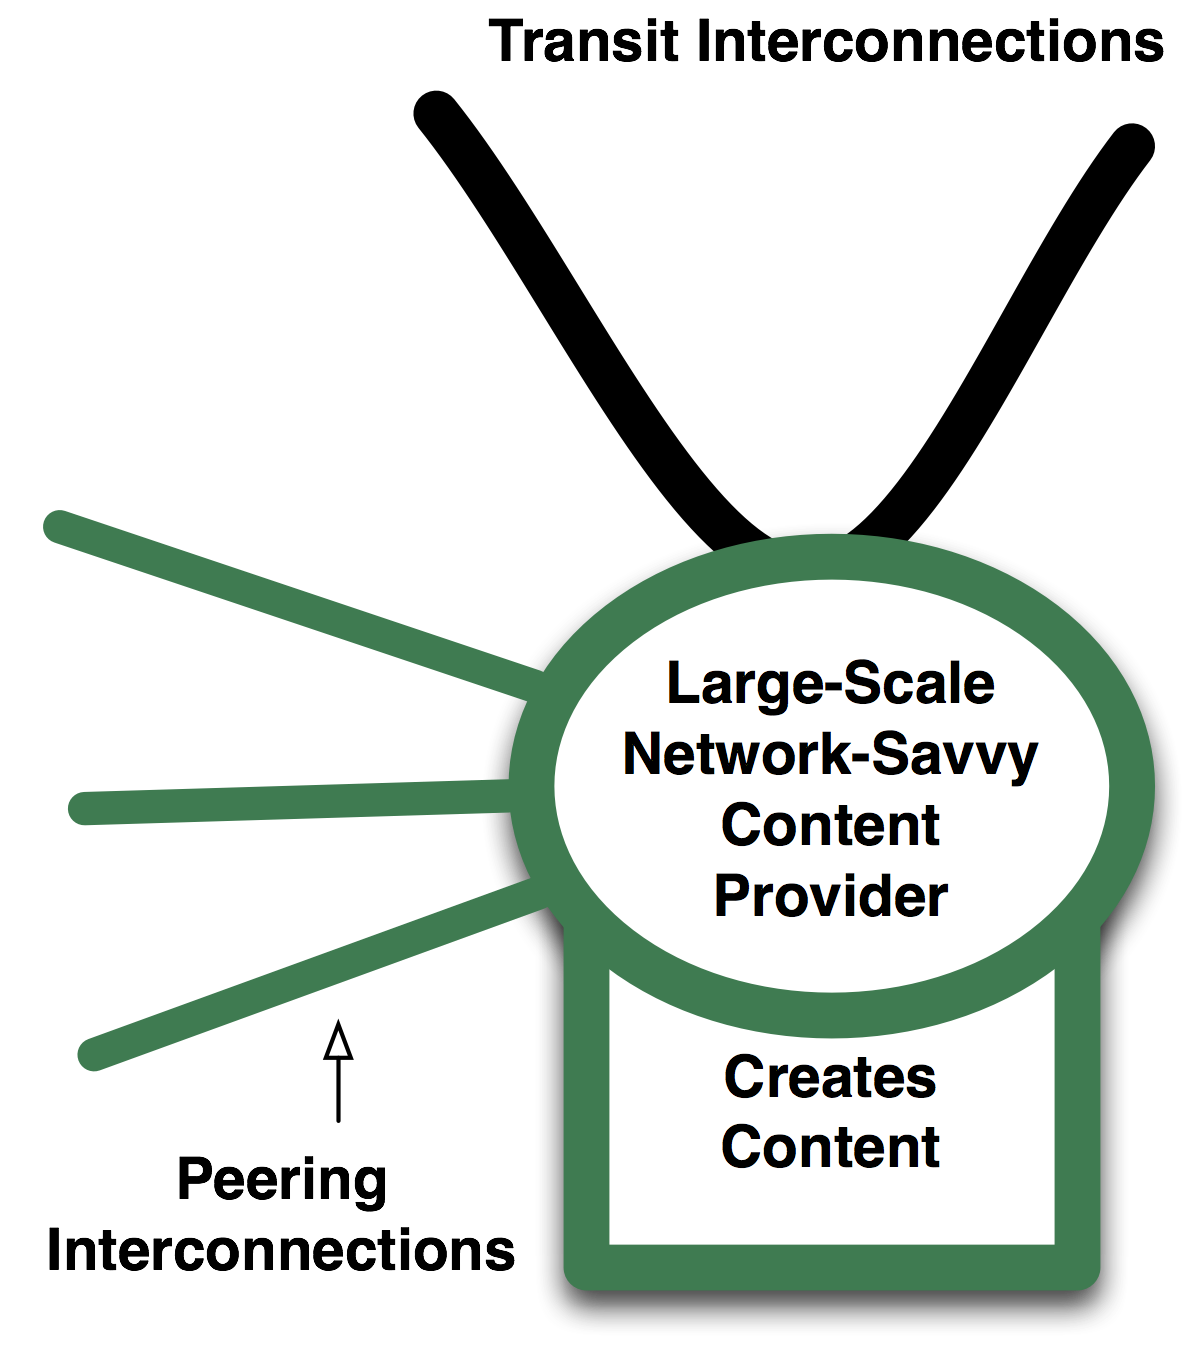 Transit Interconnections
Large-Scale
Network-Savvy
Content
Provider
Creates
Content
Peering
Interconnections